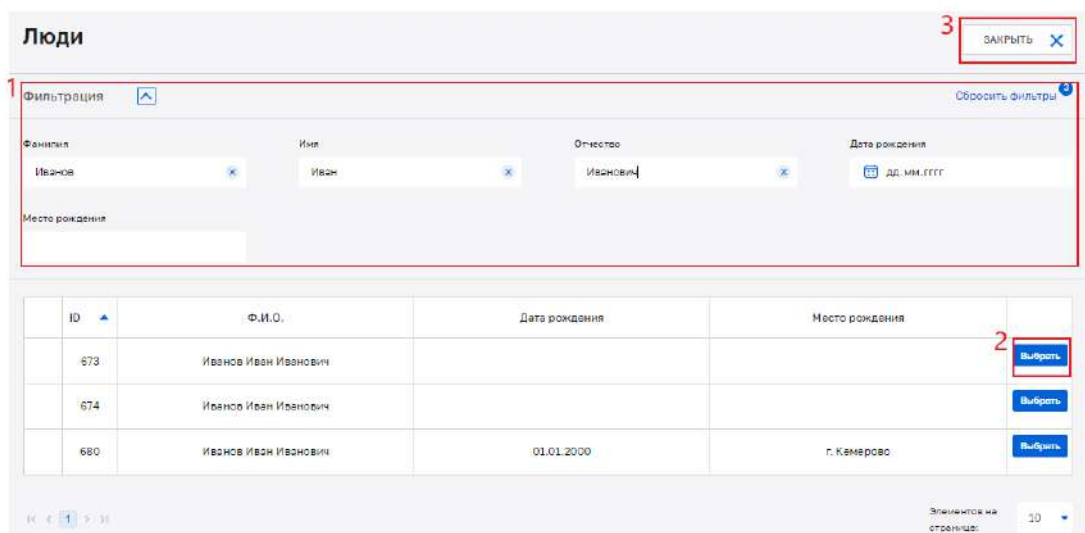 Люди
3
ЗАКРЫТЬ
1
Фильтрация
Сбросить фильтры 3
Фамилия Имя Отчество Дата рождения
Иванов Иван Иванович дд.мм.гггг
Место рождения
ID Ф.И.О. Дата рождения Место рождения
2
673 Иванов Иван Иванович Выбрать
674 Иванов Иван Иванович Выбрать
680 Иванов Иван Иванович 01.01.2000 г. Кемерово Выбрать
1
Элементов на
странице:
10